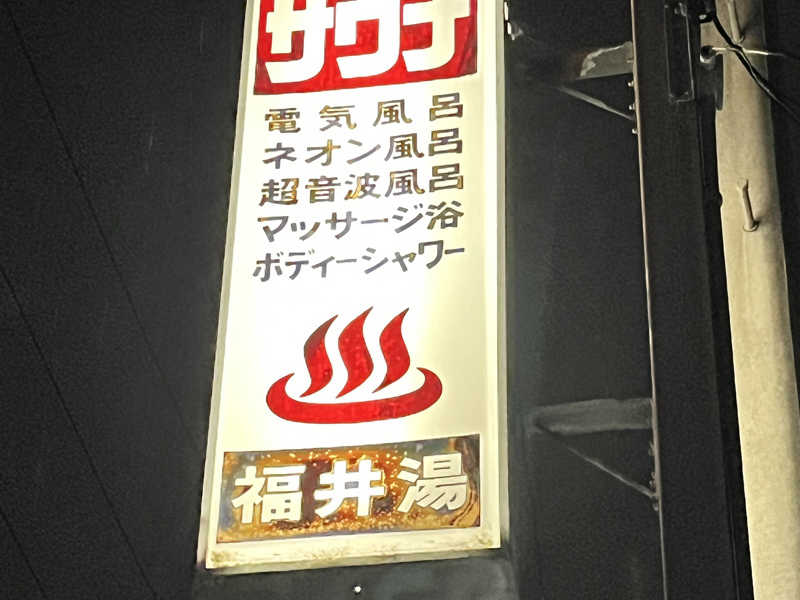 サウナ
電気風呂
ネオン風呂
超音波風呂
マッサージ浴
ボディーシャワー
福井湯